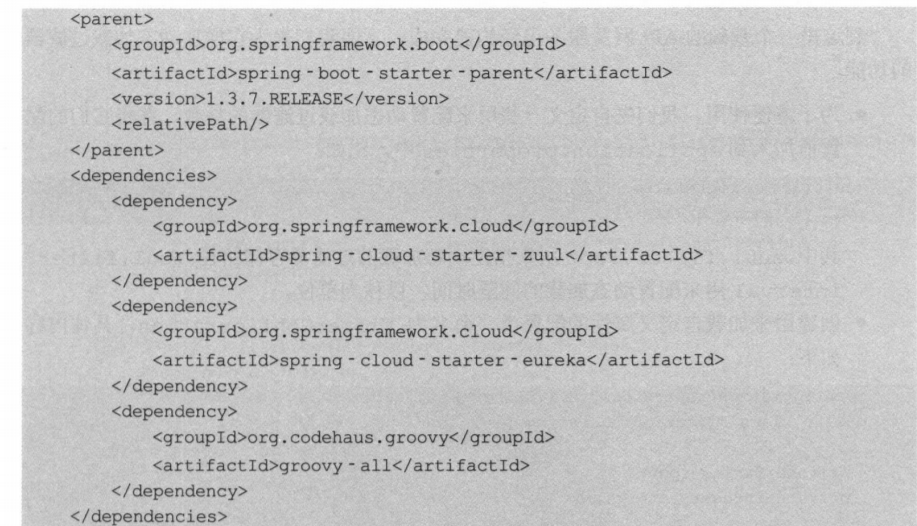 <parent>
<groupId>org.springframework.boot</groupId>
<artifactId>spring-boot-starter-parent</artifactId>
<version>1.3.7.RELEASE</version>
<relativePath/>
</parent>
<dependencies>
<dependency>
<groupId>org.springframework.cloud</groupId>
<artifactId>spring-cloud-starter-zuul</artifactId>
</dependency>
<dependency>
<groupId>org.springframework.cloud</groupId>
<artifactId>spring-cloud-starter-eureka</artifactId>
</dependency>
<dependency>
<groupId>org.codehaus.groovy</groupId>
<artifactId>groovy-all</artifactId>
</dependency>
</dependencies>